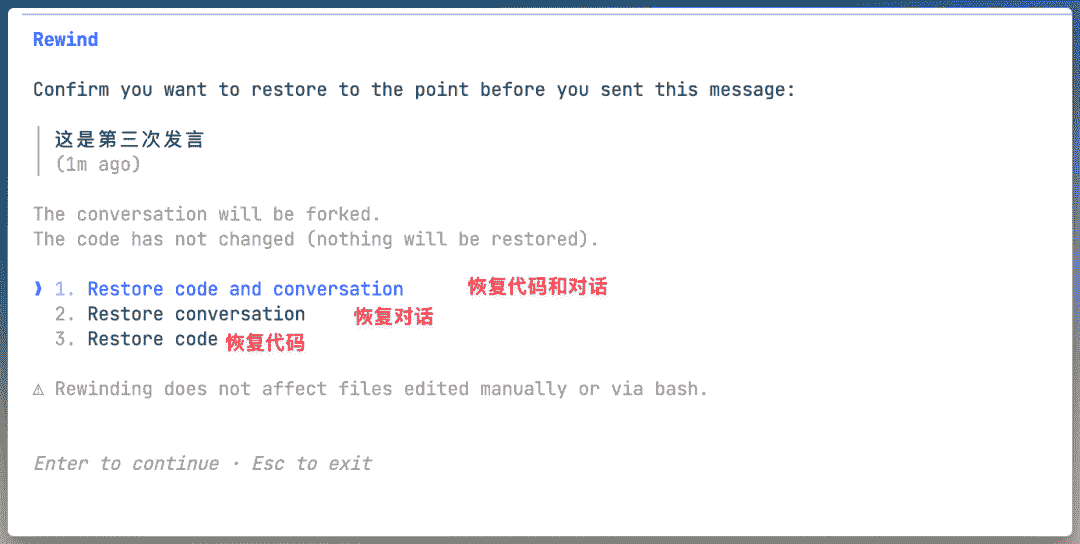 Rewind
Confirm you want to restore to the point before you sent this message:
这是第三次发言
(1m ago)
The conversation will be forked.
The code has not changed (nothing will be restored).
❯ 1. Restore code and conversation 恢复代码和对话
2. Restore conversation 恢复对话
3. Restore code 恢复代码
⚠ Rewinding does not affect files edited manually or via bash.
Enter to continue · Esc to exit